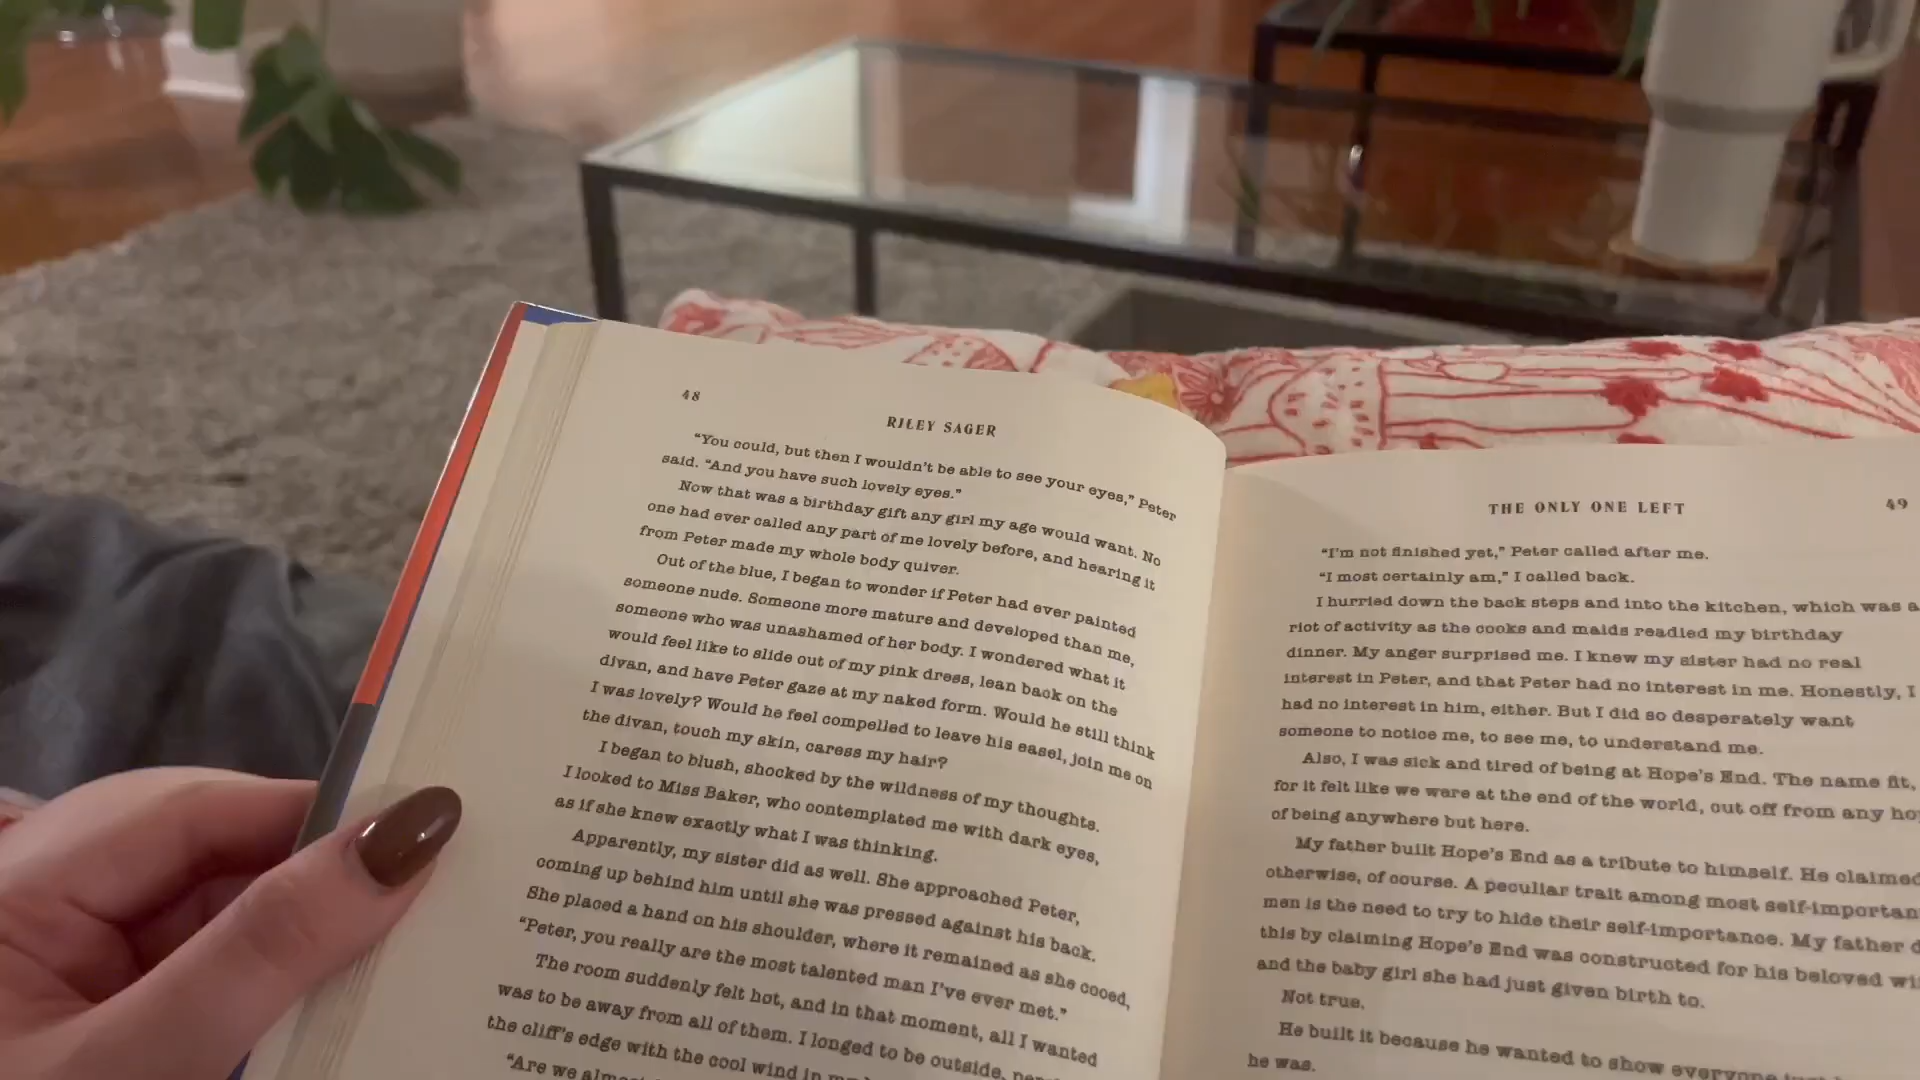 48
RILEY SAGER
“You could, but then I wouldn’t be able to see your eyes,” Peter
said. “And you have such lovely eyes.”
Now that was a birthday gift any girl my age would want. No
one had ever called any part of me lovely before, and hearing it
from Peter made my whole body quiver.
Out of the blue, I began to wonder if Peter had ever painted
someone nude. Someone more mature and developed than me,
someone who was unashamed of her body. I wondered what it
would feel like to slide out of my pink dress, lean back on the
divan, and have Peter gaze at my naked form. Would he still think
I was lovely? Would he feel compelled to leave his easel, join me on
the divan, touch my skin, caress my hair?
I began to blush, shocked by the wildness of my thoughts.
I looked to Miss Baker, who contemplated me with dark eyes,
as if she knew exactly what I was thinking.
Apparently, my sister did as well. She approached Peter,
coming up behind him until she was pressed against his back.
She placed a hand on his shoulder, where it remained as she cooed,
“Peter, you really are the most talented man I’ve ever met.”
The room suddenly felt hot, and in that moment, all I wanted
was to be away from all of them. I longed to be outside,
the cliff’s edge with the cool wind in
“Are we
THE ONLY ONE LEFT
49
“I’m not finished yet,” Peter called after me.
“I most certainly am,” I called back.
I hurried down the back steps and into the kitchen, which was a
riot of activity as the cooks and maids readied my birthday
dinner. My anger surprised me. I knew my sister had no real
interest in Peter, and that Peter had no interest in me. Honestly, I
had no interest in him, either. But I did so desperately want
someone to notice me, to see me, to understand me.
Also, I was sick and tired of being at Hope’s End. The name fit,
for it felt like we were at the end of the world, cut off from any
of being anywhere but here.
My father built Hope’s End as a tribute to himself. He claimed
otherwise, of course. A peculiar trait among most
men is the need to try to hide their self-importance. My father
this by claiming Hope’s End was constructed for his beloved
and the baby girl she had just given birth to.
Not true.
He built it because he wanted to show everyone
he was.